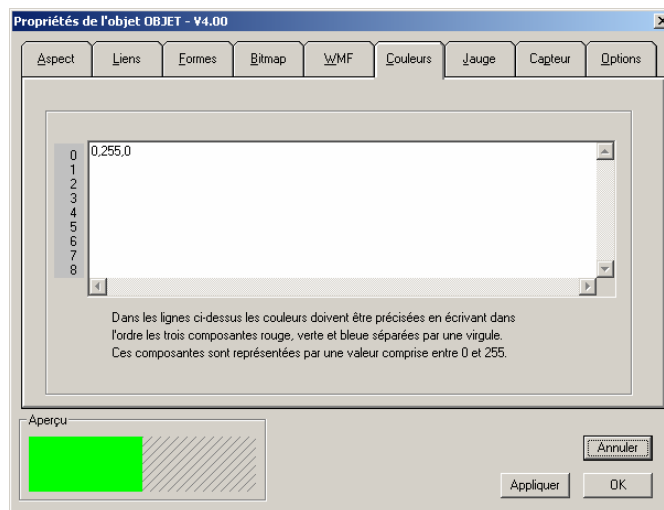 Propriétés de l'objet OBJET - V4.00
Aspect Liens Formes Bitmap WMF Couleurs Jauge Capteur Options
0 0,255,0
1
2
3
4
5
6
7
8
Dans les lignes ci-dessus les couleurs doivent être précisées en écrivant dans
l'ordre les trois composantes rouge, verte et bleue séparées par une virgule.
Ces composantes sont représentées par une valeur comprise entre 0 et 255.
Aperçu
Annuler
Appliquer OK